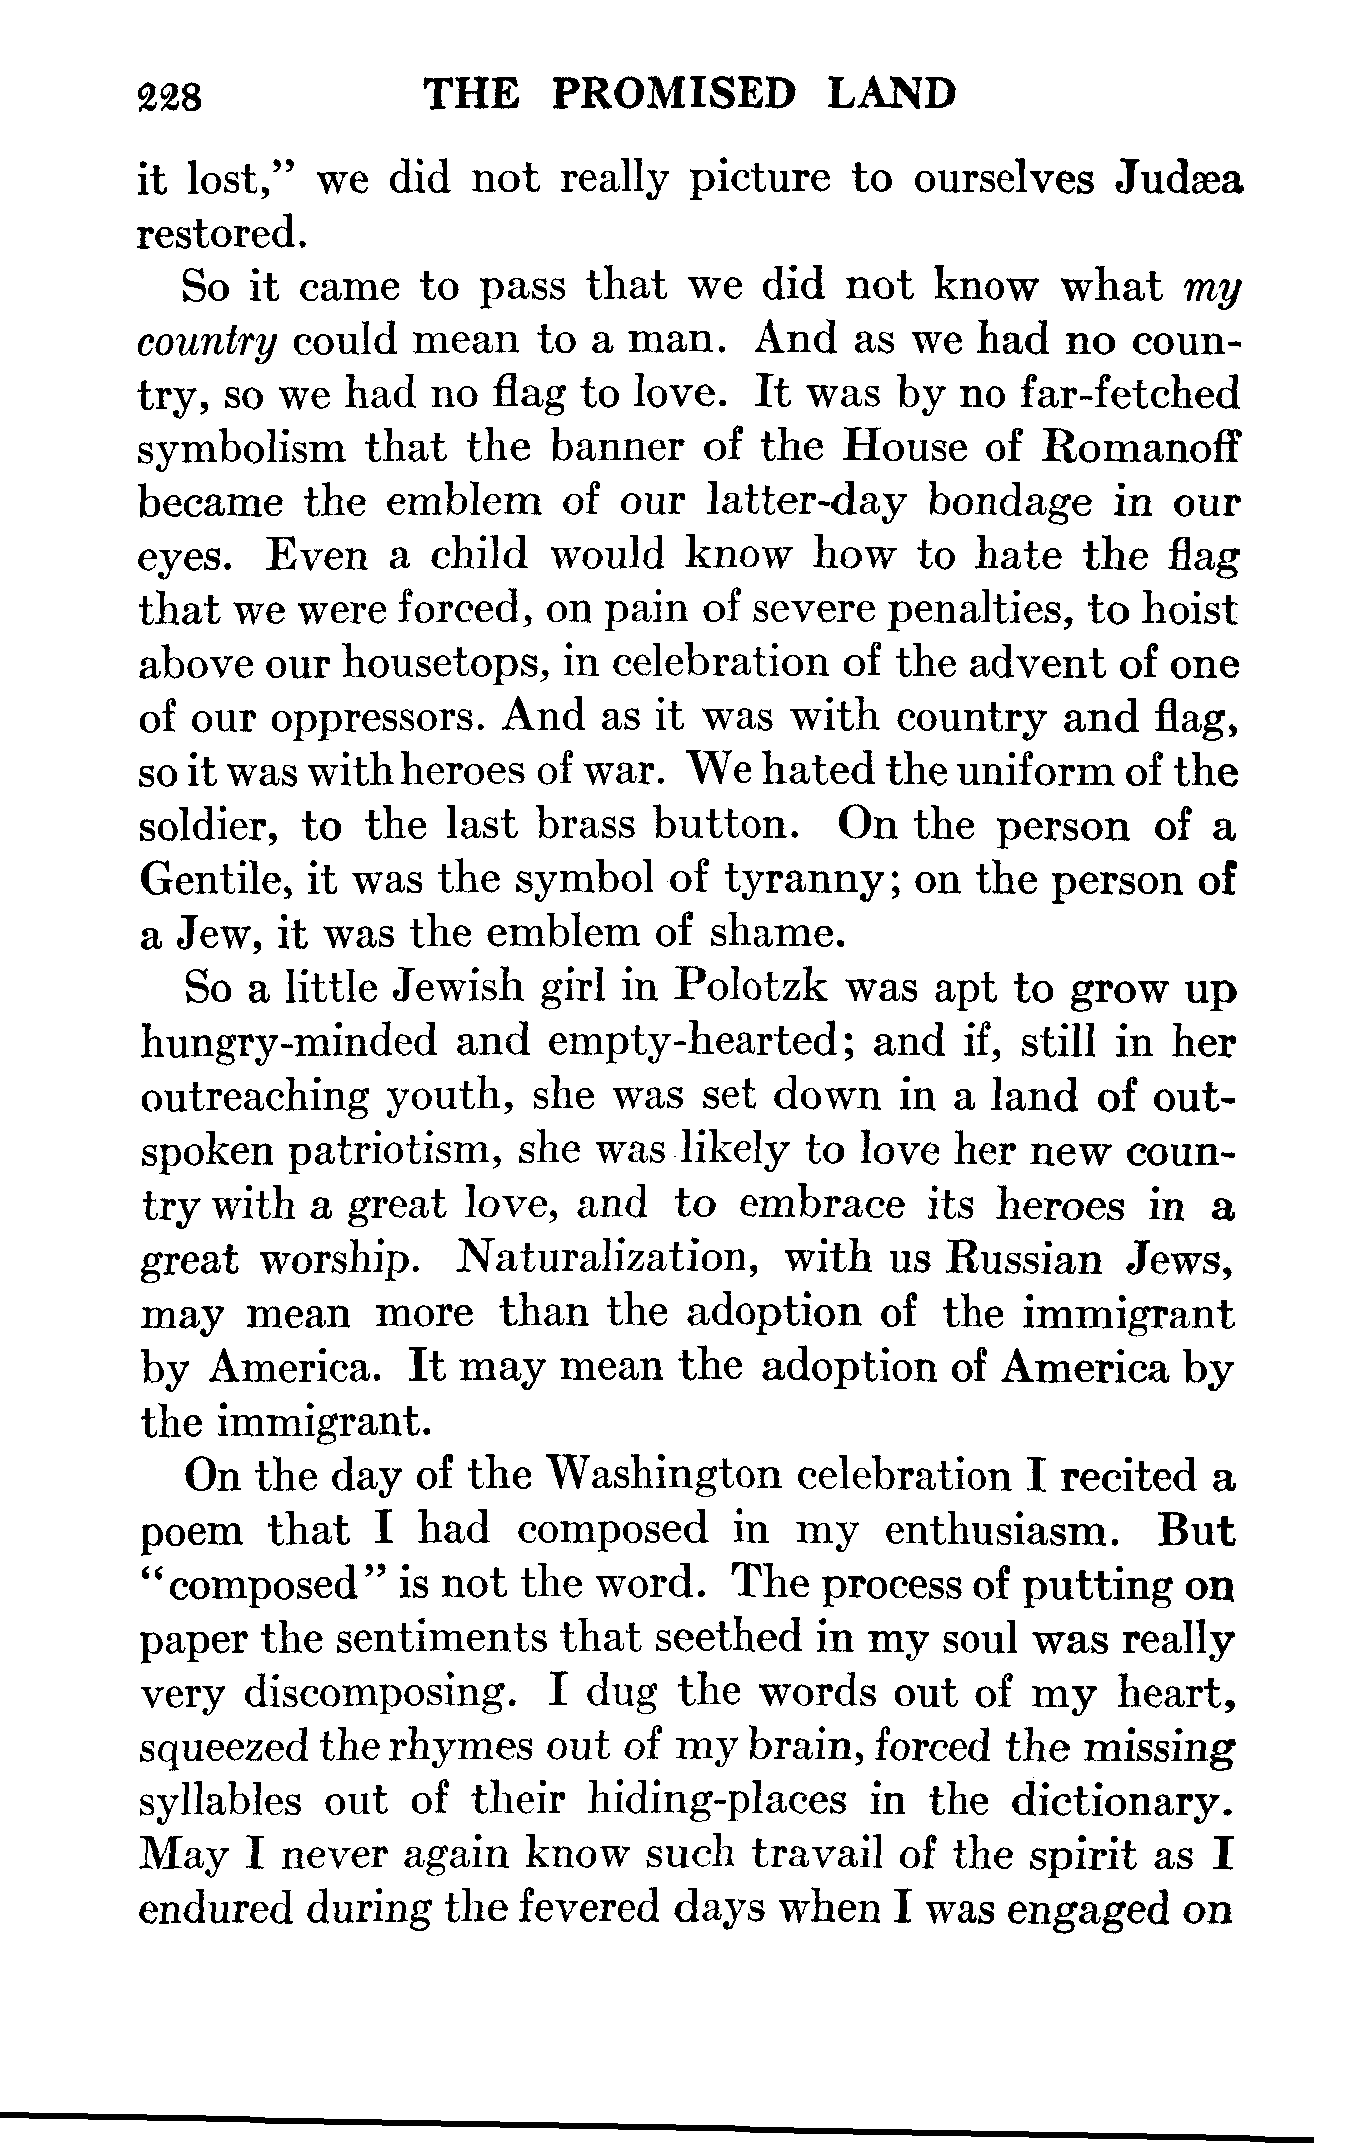 228 THE PROMISED LAND
it lost,” we did not really picture to ourselves Judæa
restored.
So it came to pass that we did not know what my
country could mean to a man. And as we had no coun-
try, so we had no flag to love. It was by no far-fetched
symbolism that the banner of the House of Romanoff
became the emblem of our latter-day bondage in our
eyes. Even a child would know how to hate the flag
that we were forced, on pain of severe penalties, to hoist
above our housetops, in celebration of the advent of one
of our oppressors. And as it was with country and flag,
so it was with heroes of war. We hated the uniform of the
soldier, to the last brass button. On the person of a
Gentile, it was the symbol of tyranny; on the person of
a Jew, it was the emblem of shame.
So a little Jewish girl in Polotzk was apt to grow up
hungry-minded and empty-hearted; and if, still in her
outreaching youth, she was set down in a land of out-
spoken patriotism, she was likely to love her new coun-
try with a great love, and to embrace its heroes in a
great worship. Naturalization, with us Russian Jews,
may mean more than the adoption of the immigrant
by America. It may mean the adoption of America by
the immigrant.
On the day of the Washington celebration I recited a
poem that I had composed in my enthusiasm. But
“composed” is not the word. The process of putting on
paper the sentiments that seethed in my soul was really
very discomposing. I dug the words out of my heart,
squeezed the rhymes out of my brain, forced the missing
syllables out of their hiding-places in the dictionary.
May I never again know such travail of the spirit as I
endured during the fevered days when I was engaged on